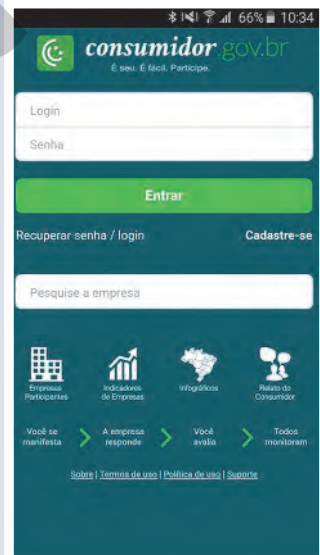 66% 10:34
consumidor.gov.br
É seu. É fácil. Participe.
Login
Senha
Entrar
Recuperar senha / login Cadastre-se
Pesquise a empresa
Empresas Participantes
Indicadores de Empresas
Infográficos
Relato do Consumidor
Você se manifesta
A empresa responde
Você avalia
Todos monitoram
Sobre | Termos de uso | Política de uso | Suporte